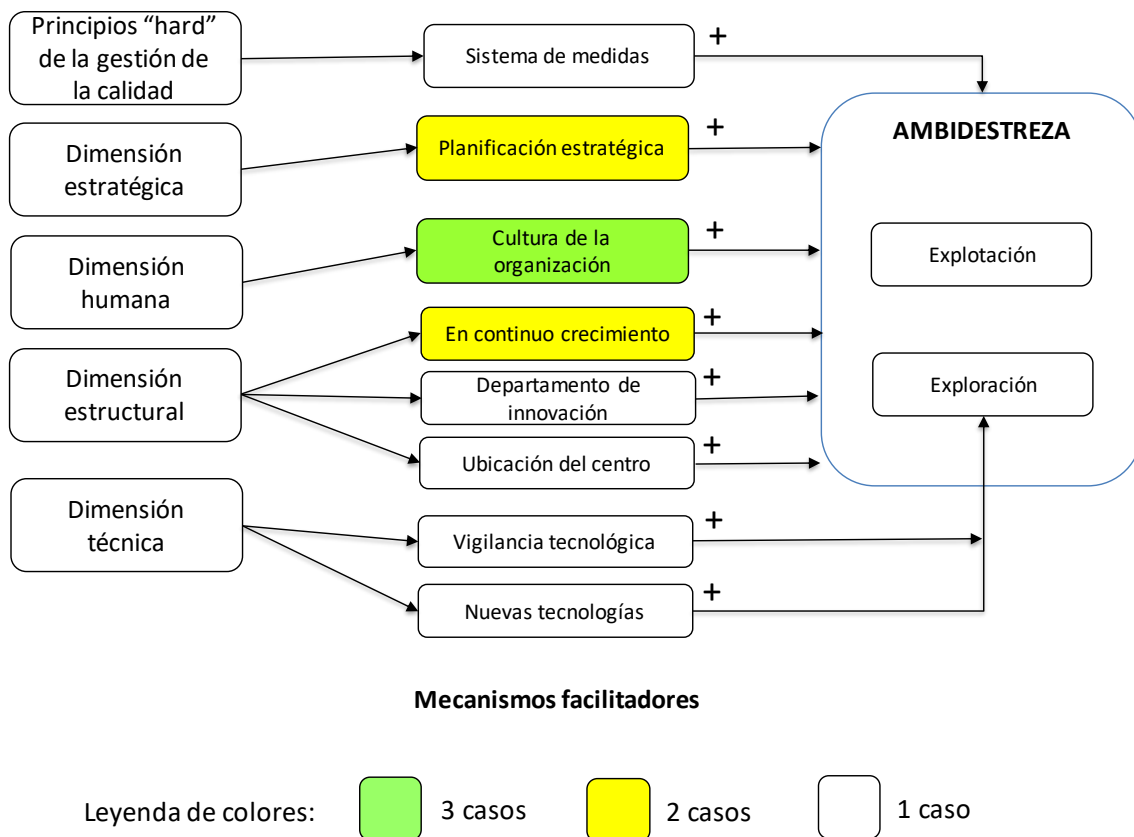 Principios “hard”
de la gestión de
la calidad
Sistema de medidas
+
Dimensión
estratégica
Planificación estratégica
+
AMBIDESTREZA
Dimensión
humana
Cultura de la
organización
+
Explotación
Dimensión
estructural
En continuo crecimiento
+
Departamento de
innovación
+
Ubicación del centro
+
Exploración
Dimensión
técnica
Vigilancia tecnológica
+
Nuevas tecnologías
+
Mecanismos facilitadores
Leyenda de colores:
3 casos
2 casos
1 caso